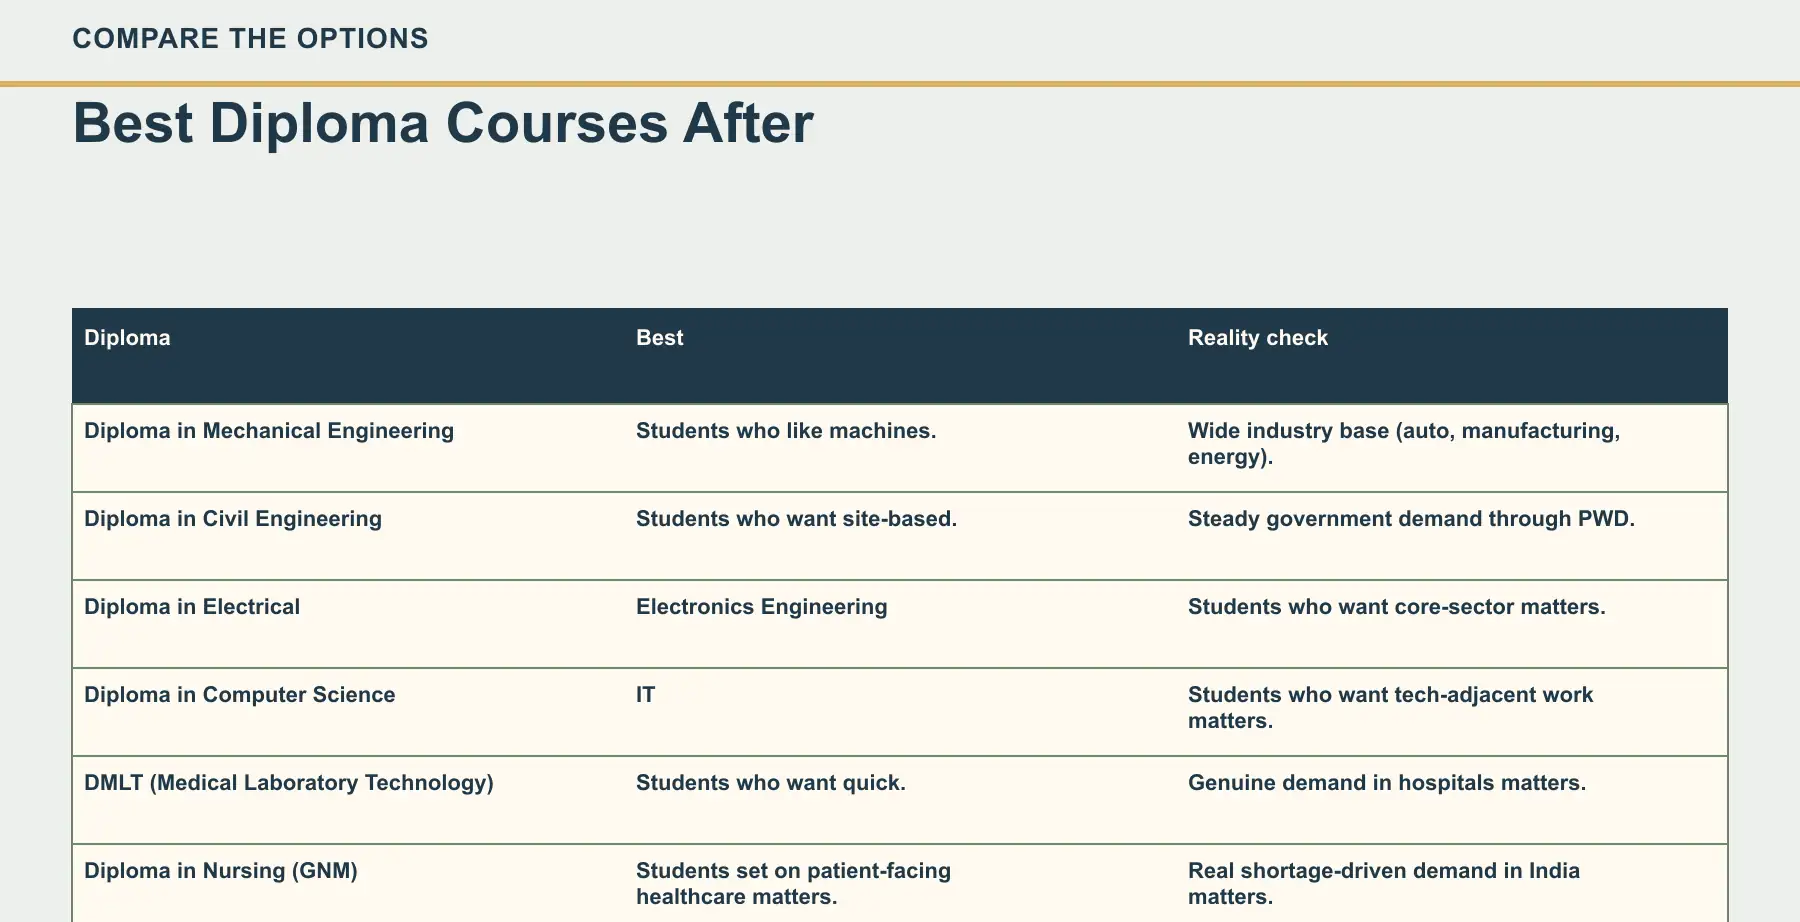 COMPARE THE OPTIONS
Best Diploma Courses After
Diploma Best Reality check
Diploma in Mechanical Engineering Students who like machines. Wide industry base (auto, manufacturing,
energy).
Diploma in Civil Engineering Students who want site-based. Steady government demand through PWD.
Diploma in Electrical Electronics Engineering Students who want core-sector matters.
Diploma in Computer Science IT Students who want tech-adjacent work
matters.
DMLT (Medical Laboratory Technology) Students who want quick. Genuine demand in hospitals matters.
Diploma in Nursing (GNM) Students set on patient-facing Real shortage-driven demand in India
healthcare matters. matters.